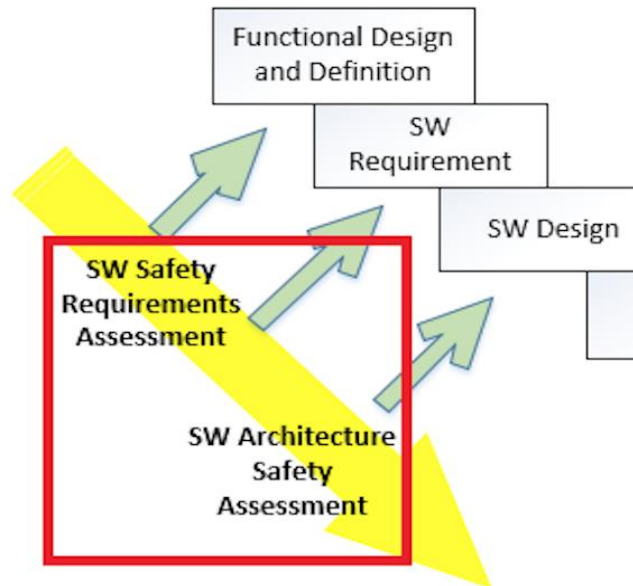 Functional Design
and Definition
SW
Requirement
SW Design
SW Safety
Requirements
Assessment
SW Architecture
Safety
Assessment